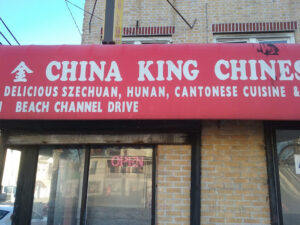 金 CHINA KING CHINES
DELICIOUS SZECHUAN, HUNAN, CANTONESE CUISINE &
BEACH CHANNEL DRIVE
OPEN